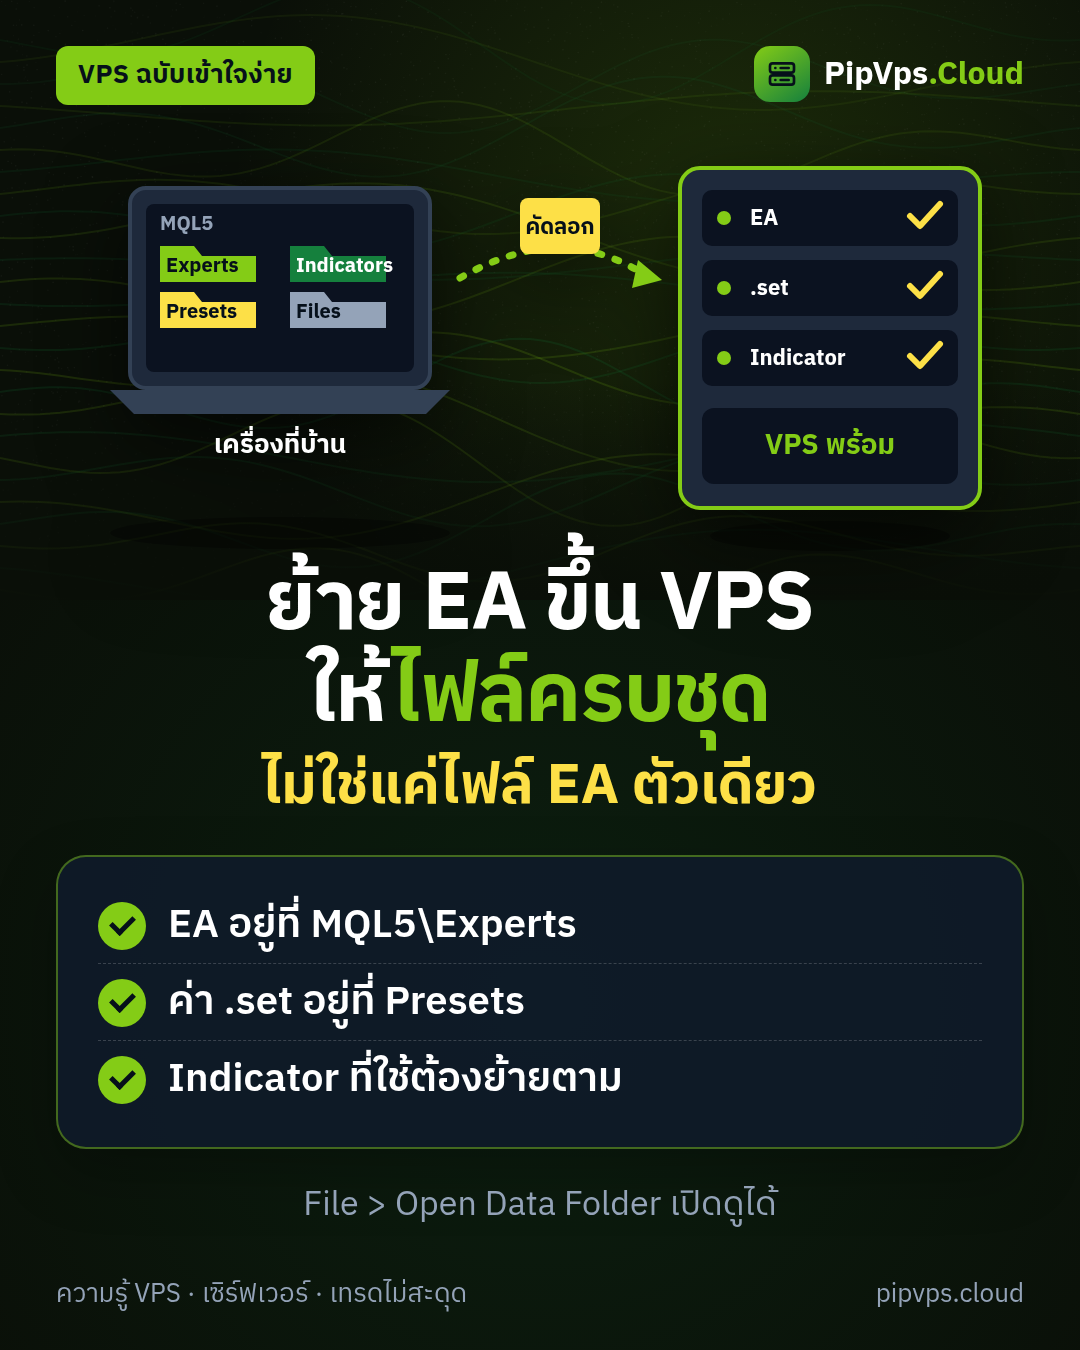 VPS ฉบับเข้าใจง่าย
PipVps.Cloud
MQL5
Experts
Indicators
Presets
Files
เครื่องที่บ้าน
คัดลอก
EA
.set
Indicator
VPS พร้อม
ย้าย EA ขึ้น VPS
ให้ไฟล์ครบชุด
ไม่ใช่แค่ไฟล์ EA ตัวเดียว
EA อยู่ที่ MQL5\Experts
ค่า .set อยู่ที่ Presets
Indicator ที่ใช้ต้องย้ายตาม
File > Open Data Folder เปิดดูได้
ความรู้ VPS · เซิร์ฟเวอร์ · เทรดไม่สะดุด
pipvps.cloud